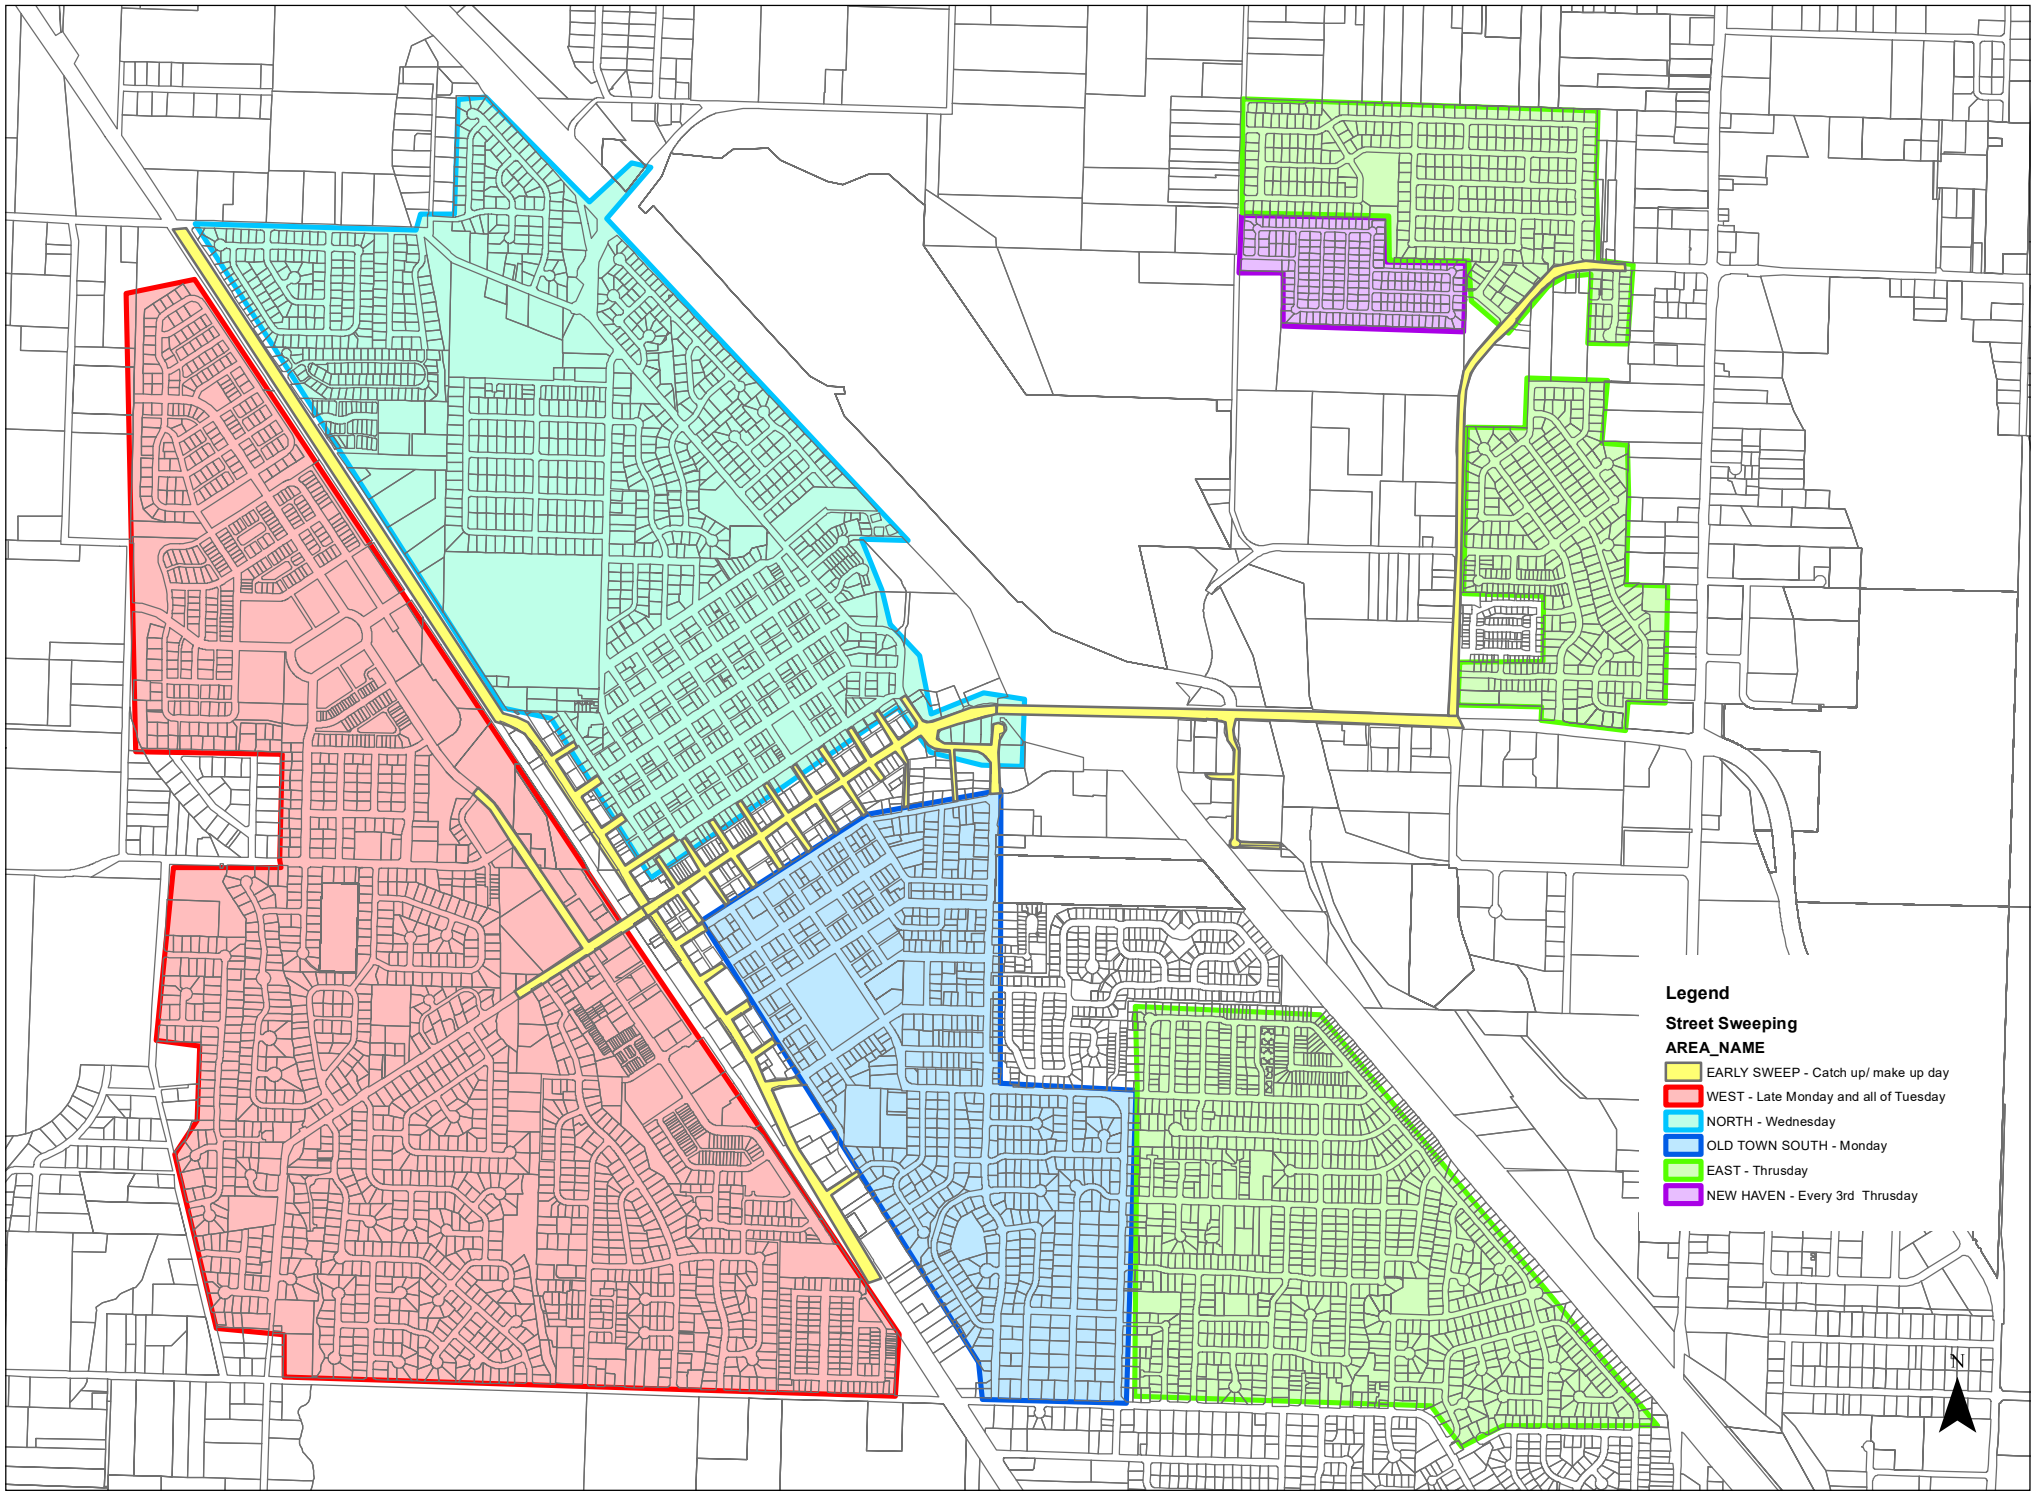 Legend
Street Sweeping
AREA_NAME
EARLY SWEEP - Catch up/ make up day
WEST - Late Monday and all of Tuesday
NORTH - Wednesday
OLD TOWN SOUTH - Monday
EAST - Thrusday
NEW HAVEN - Every 3rd Thrusday
N